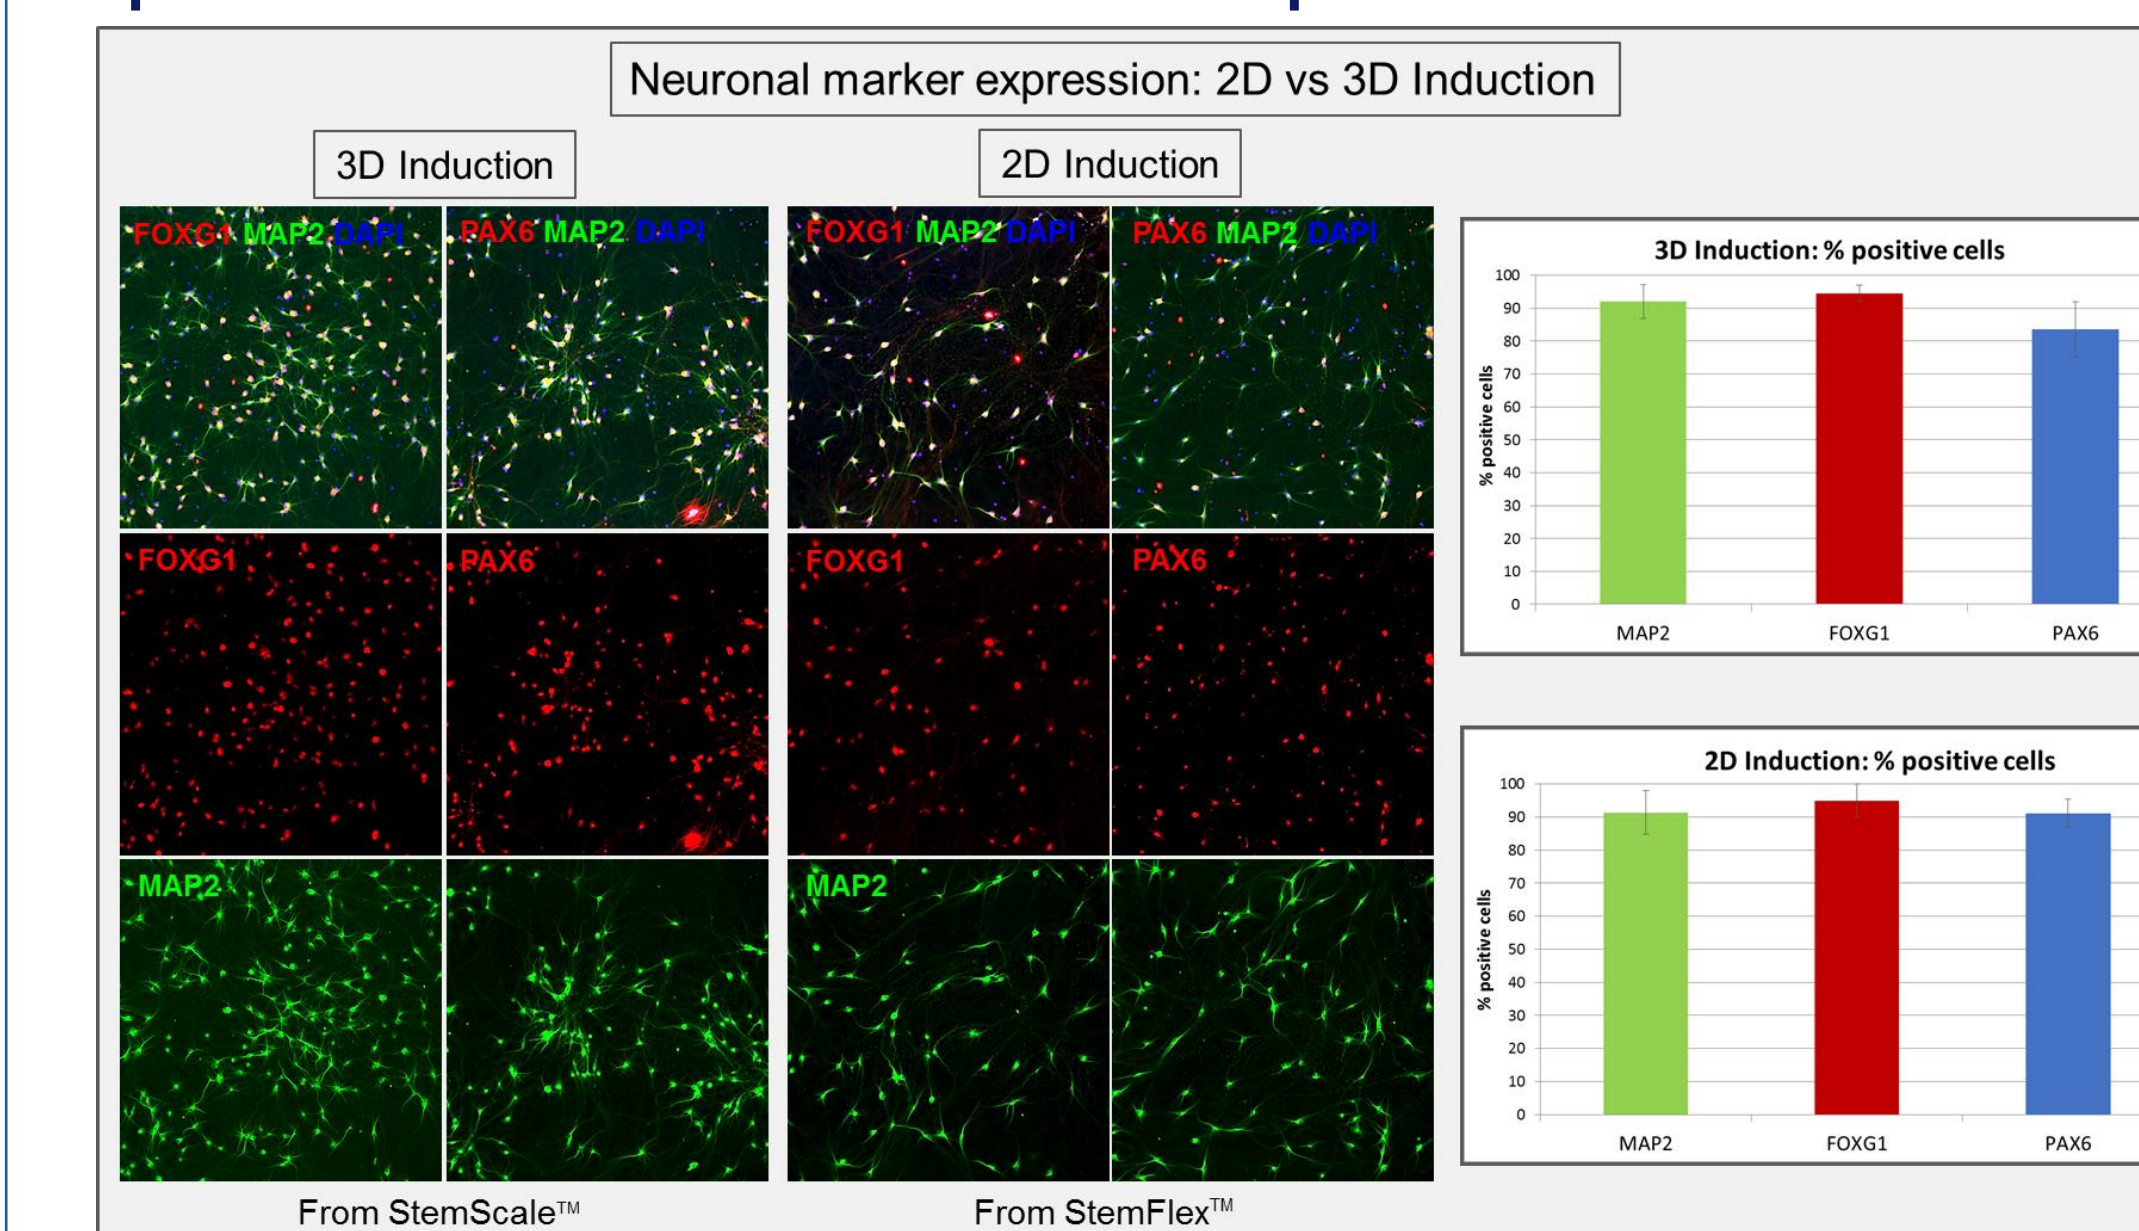 Neuronal marker expression: 2D vs 3D Induction
3D Induction
2D Induction
FOXG1 MAP2 DAPI
PAX6 MAP2 DAPI
FOXG1 MAP2 DAPI
PAX6 MAP2 DAPI
FOXG1
PAX6
FOXG1
PAX6
MAP2
MAP2
From StemScale™
From StemFlex™
3D Induction: % positive cells
% positive cells
100
90
80
70
60
50
40
30
20
10
0
MAP2
FOXG1
PAX6
2D Induction: % positive cells
% positive cells
100
90
80
70
60
50
40
30
20
10
0
MAP2
FOXG1
PAX6